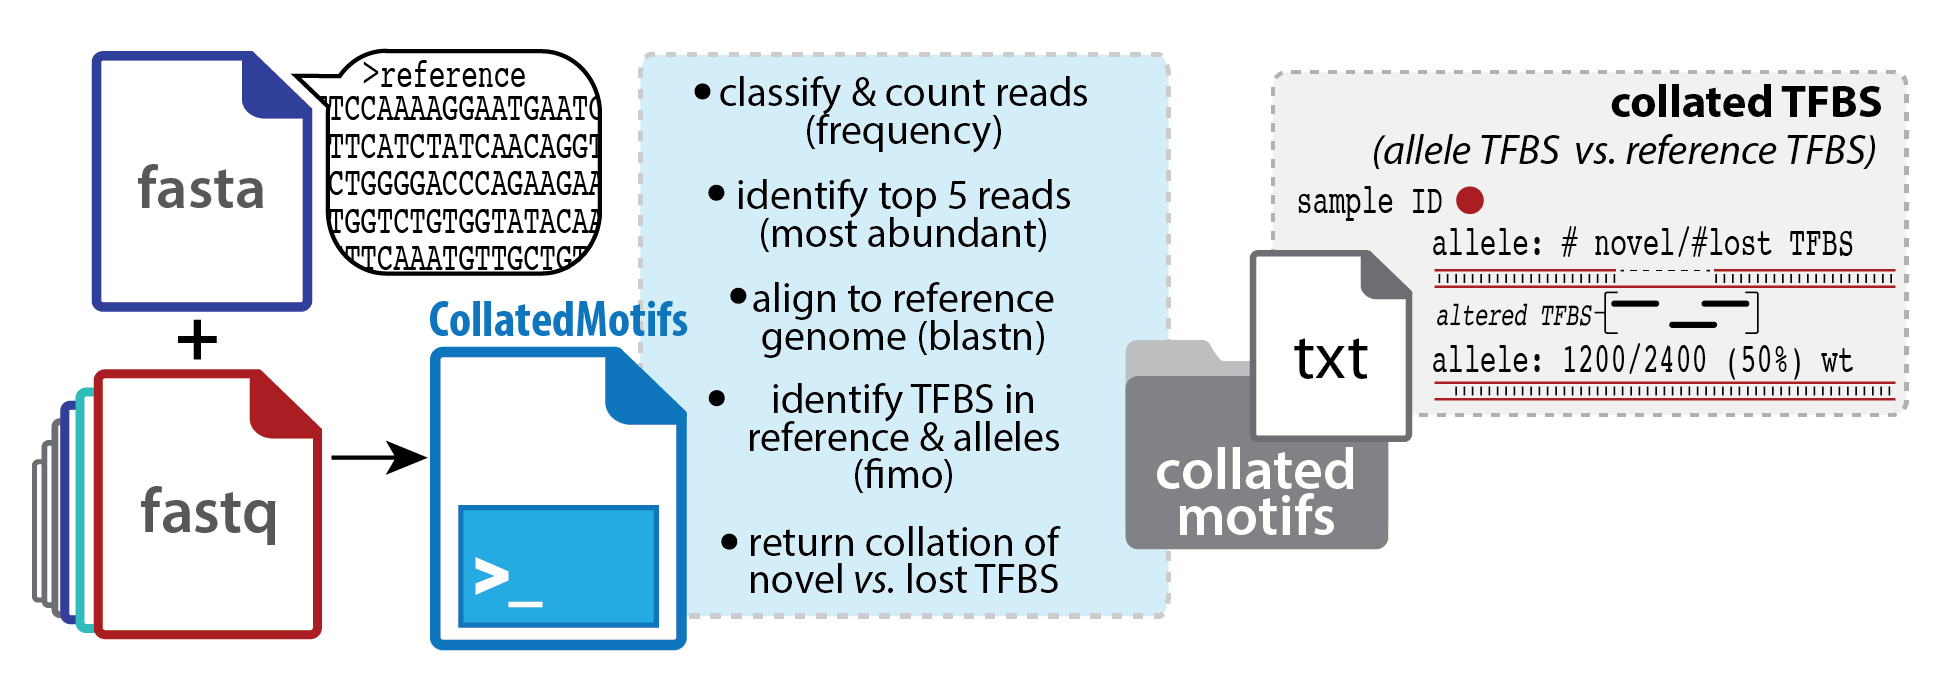 fasta
>reference
TCCAAAAGGAATGAATC
TTCATCTATCAACAGGT
CTGGGGACCCAGAAGAA
TGGTCTGTGGTATACAA
TTCAAATGTTGCTGT
+
fastq
CollatedMotifs
>_
• classify & count reads
(frequency)
• identify top 5 reads
(most abundant)
• align to reference
genome (blastn)
• identify TFBS in
reference & alleles
(fimo)
• return collation of
novel vs. lost TFBS
collated
motifs
txt
collated TFBS
(allele TFBS vs. reference TFBS)
sample ID
allele: # novel/#lost TFBS
altered TFBS
allele: 1200/2400 (50%) wt